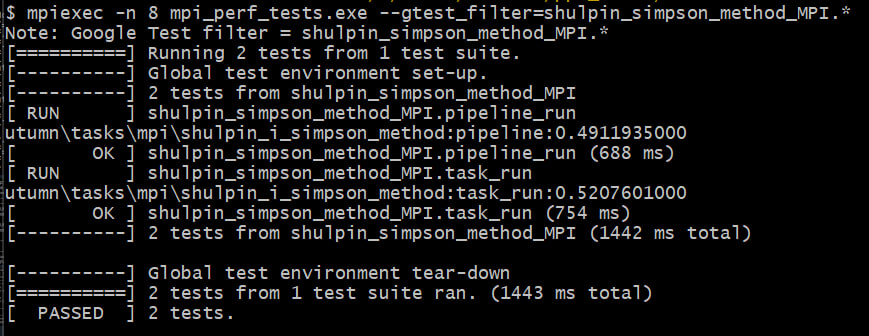 $ mpiexec -n 8 mpi_perf_tests.exe --gtest_filter=shulpin_simpson_method_MPI.*
Note: Google Test filter = shulpin_simpson_method_MPI.*
[==========] Running 2 tests from 1 test suite.
[----------] Global test environment set-up.
[----------] 2 tests from shulpin_simpson_method_MPI
[ RUN      ] shulpin_simpson_method_MPI.pipeline_run
utumn\tasks\mpi\shulpin_i_simpson_method:pipeline:0.4911935000
[       OK ] shulpin_simpson_method_MPI.pipeline_run (688 ms)
[ RUN      ] shulpin_simpson_method_MPI.task_run
utumn\tasks\mpi\shulpin_i_simpson_method:task_run:0.5207601000
[       OK ] shulpin_simpson_method_MPI.task_run (754 ms)
[----------] 2 tests from shulpin_simpson_method_MPI (1442 ms total)

[----------] Global test environment tear-down
[==========] 2 tests from 1 test suite ran. (1443 ms total)
[  PASSED  ] 2 tests.